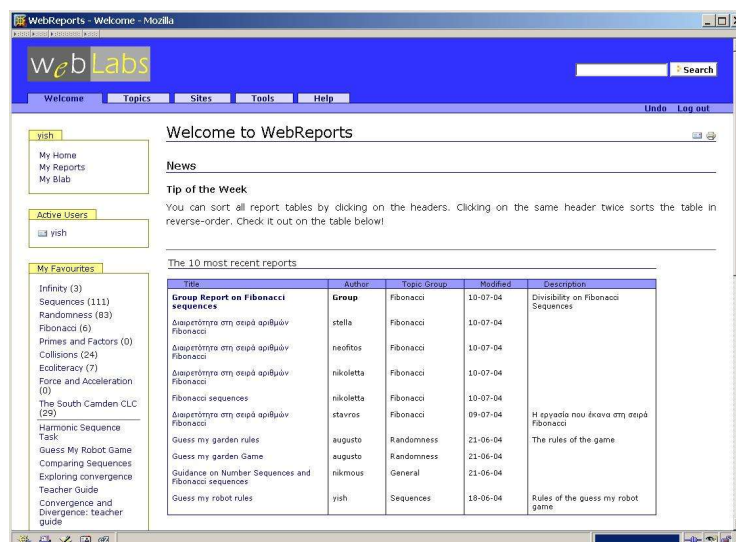 WebReports - Welcome - Mozilla
WebLabs
Search
Welcome Topics Sites Tools Help
Undo Log out
yish
My Home
My Reports
My Blab
Active Users
yish
My Favourites
Infinity (3)
Sequences (111)
Randomness (83)
Fibonacci (6)
Primes and Factors (0)
Collisions (24)
Ecoliteracy (7)
Force and Acceleration
(0)
The South Camden CLC
(29)
Harmonic Sequence
Task
Guess My Robot Game
Comparing Sequences
Exploring convergence
Teacher Guide
Convergence and
Divergence: teacher
guide
Welcome to WebReports
News
Tip of the Week
You can sort all report tables by clicking on the headers. Clicking on the same header twice sorts the table in
reverse-order. Check it out on the table below!
The 10 most recent reports
Title Author Topic Group Modified Description
Group Report on Fibonacci Group Fibonacci 10-07-04 Divisibility on Fibonacci
sequences Sequences
Διαιρετότητα στη σειρά αριθμών stella Fibonacci 10-07-04
Fibonacci
Διαιρετότητα στη σειρά αριθμών neofitos Fibonacci 10-07-04
Fibonacci
Διαιρετότητα στη σειρά αριθμών nikoletta Fibonacci 10-07-04
Fibonacci
Fibonacci sequences nikoletta Fibonacci 10-07-04
Διαιρετότητα στη σειρά αριθμών stavros Fibonacci 09-07-04 Η εργασία που έκανα στη σειρά
Fibonacci Fibonacci
Guess my garden rules augusto Randomness 21-06-04 The rules of the game
Guess my garden Game augusto Randomness 21-06-04
Guidance on Number Sequences and nikmous General 21-06-04
Fibonacci sequences
Guess my robot rules yish Sequences 18-06-04 Rules of the guess my robot
game